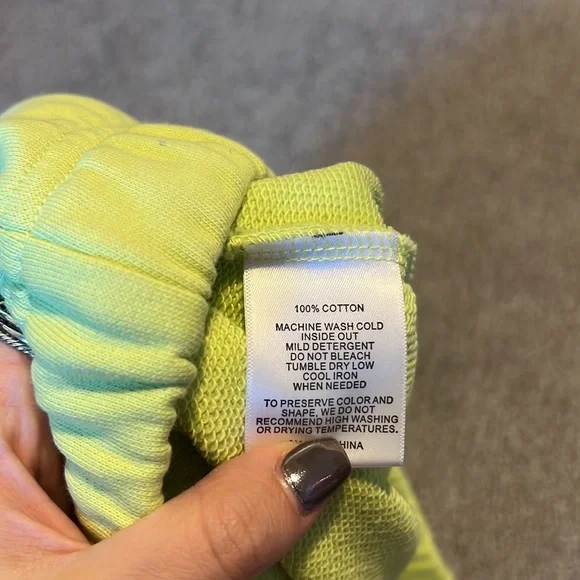 100% COTTON
MACHINE WASH COLD
INSIDE OUT
MILD DETERGENT
DO NOT BLEACH
TUMBLE DRY LOW
COOL IRON
WHEN NEEDED
TO PRESERVE COLOR AND
SHAPE, WE DO NOT
RECOMMEND HIGH WASHING
OR DRYING TEMPERATURES.
CHINA